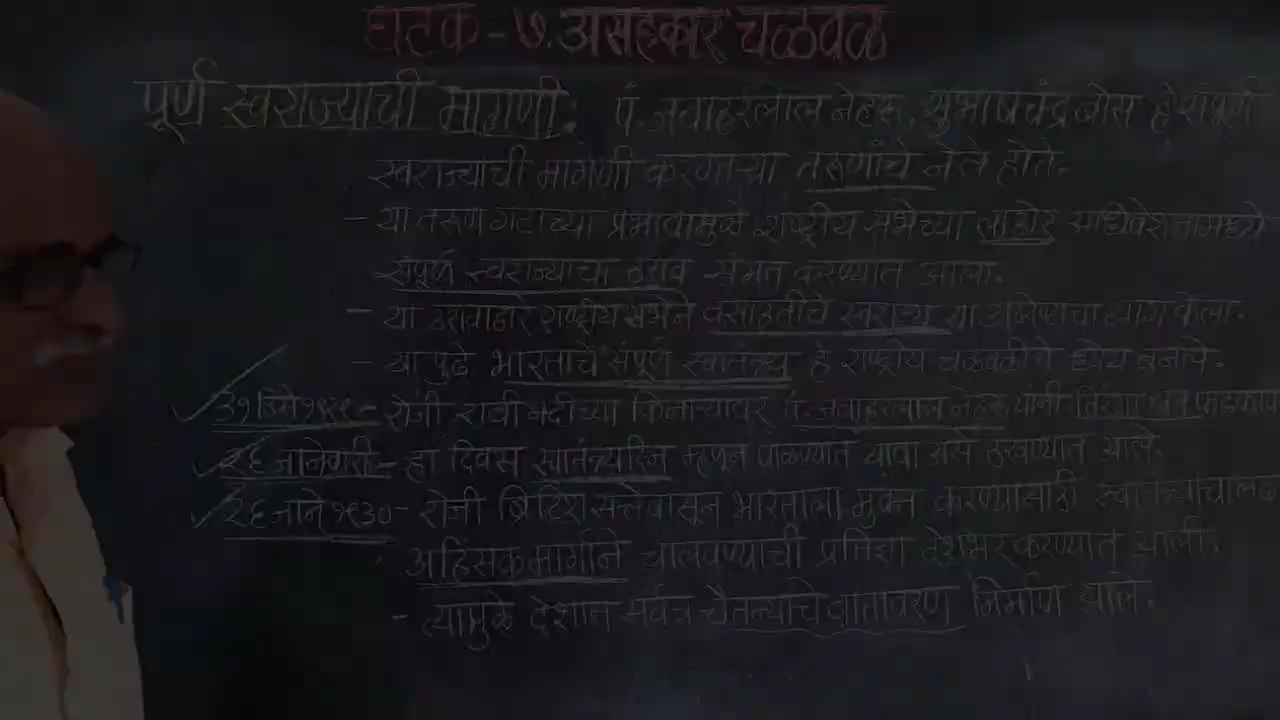 घटक - ७. असहकार चळवळ
पूर्ण स्वराज्याची मागणी: पं. जवाहरलाल नेहरू, सुभाषचंद्र बोस हे संपूर्ण
स्वराज्याची मागणी करणाऱ्या तरुणांचे नेते होते.
- या तरुण गटाच्या प्रभावामुळे राष्ट्रीय सभेच्या लाहोर अधिवेशनामध्ये
संपूर्ण स्वराज्याचा ठराव संमत करण्यात आला.
- या ठरावाद्वारे राष्ट्रीय सभेने वसाहतीचे स्वराज्य या उद्दिष्टाचा त्याग केला.
- या पुढे भारताचे संपूर्ण स्वातंत्र्य हे राष्ट्रीय चळवळीचे ध्येय बनले.
३१ डिसें १९२९ - रोजी रावी नदीच्या किनाऱ्यावर पं. जवाहरलाल नेहरू यांनी तिरंगा ध्वज फडकाव
२६ जानेवारी - हा दिवस स्वातंत्र्यदिन म्हणून पाळण्यात यावा असे ठरवण्यात आले.
२६ जाने १९३० - रोजी ब्रिटिश सत्तेपासून भारताला मुक्त करण्यासाठी स्वातंत्र्याचा लढा
अहिंसक मार्गाने चालवण्याची प्रतिज्ञा देशभर करण्यात आली.
- त्यामुळे देशात सर्वत्र चैतन्याचे वातावरण निर्माण झाले.